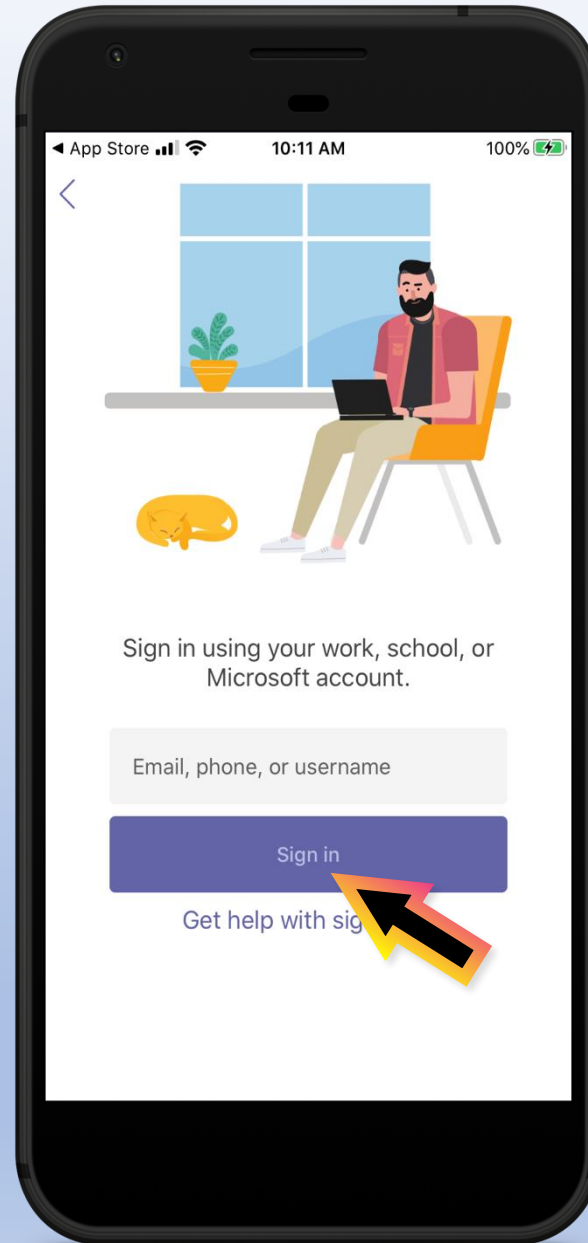 ◀ App Store 10:11 AM 100%
Sign in using your work, school, or
Microsoft account.
Email, phone, or username
Sign in
Get help with